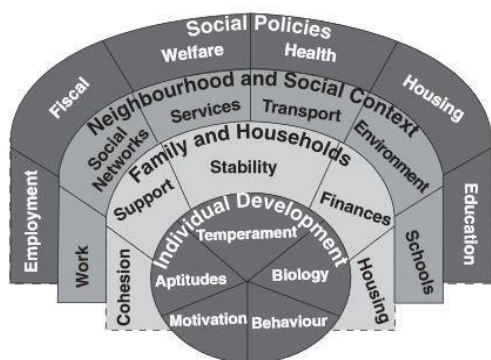 Social Policies
Employment
Fiscal
Welfare
Health
Housing
Education
Neighbourhood and Social Context
Work
Social
Networks
Services
Transport
Environment
Schools
Family and Households
Cohesion
Support
Stability
Finances
Housing
Individual Development
Temperament
Aptitudes
Biology
Motivation
Behaviour